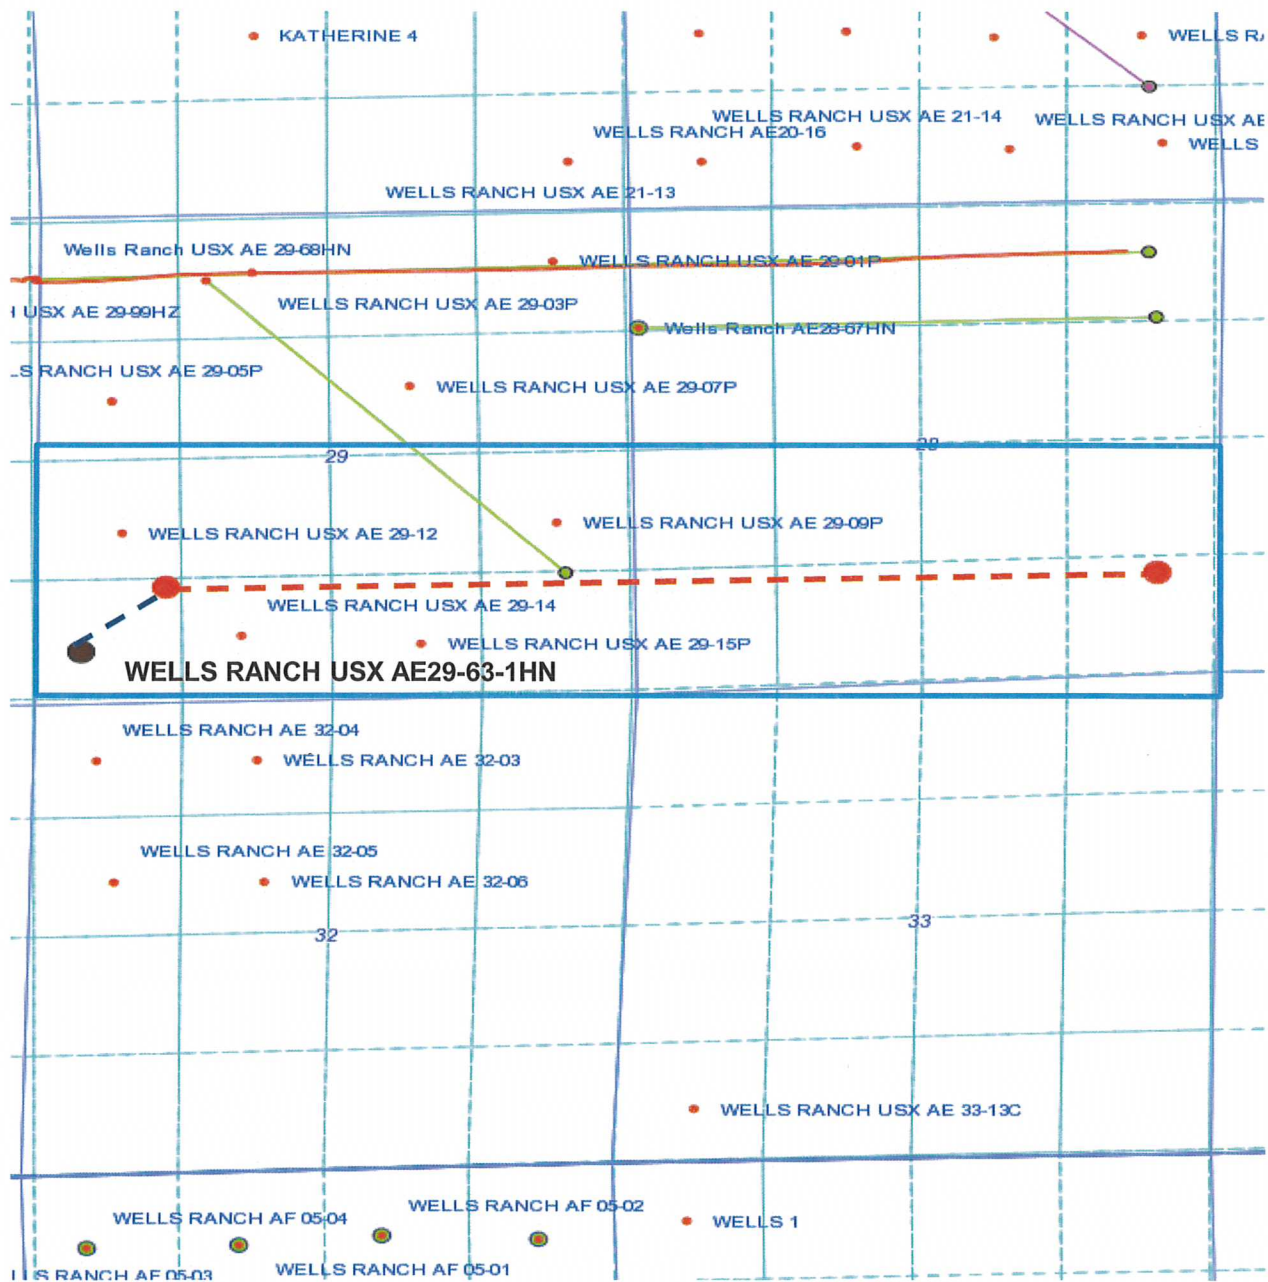 KATHERINE 4
WELLS
WELLS RANCH USX AE 21-14
WELLS RANCH USX AE
WELLS RANCH AE20-16
WELLS
WELLS RANCH USX AE 21-13
Wells Ranch USX AE 29-68HN
WELLS RANCH USX AE 29-01P
WELLS RANCH USX AE 29-03P
USX AE 29-99HZ
Wells Ranch AE28-67HN
S RANCH USX AE 29-05P
WELLS RANCH USX AE 29-07P
28
29
WELLS RANCH USX AE 29-09P
WELLS RANCH USX AE 29-12
WELLS RANCH USX AE 29-14
WELLS RANCH USX AE 29-15P
WELLS RANCH USX AE29-63-1HN
WELLS RANCH AE 32-04
WELLS RANCH AE 32-03
WELLS RANCH AE 32-05
WELLS RANCH AE 32-06
33
32
WELLS RANCH USX AE 33-13C
WELLS RANCH AF 05-02
WELLS RANCH AF 05-04
WELLS 1
WELLS RANCH AF 05-01
RANCH AF 05-03